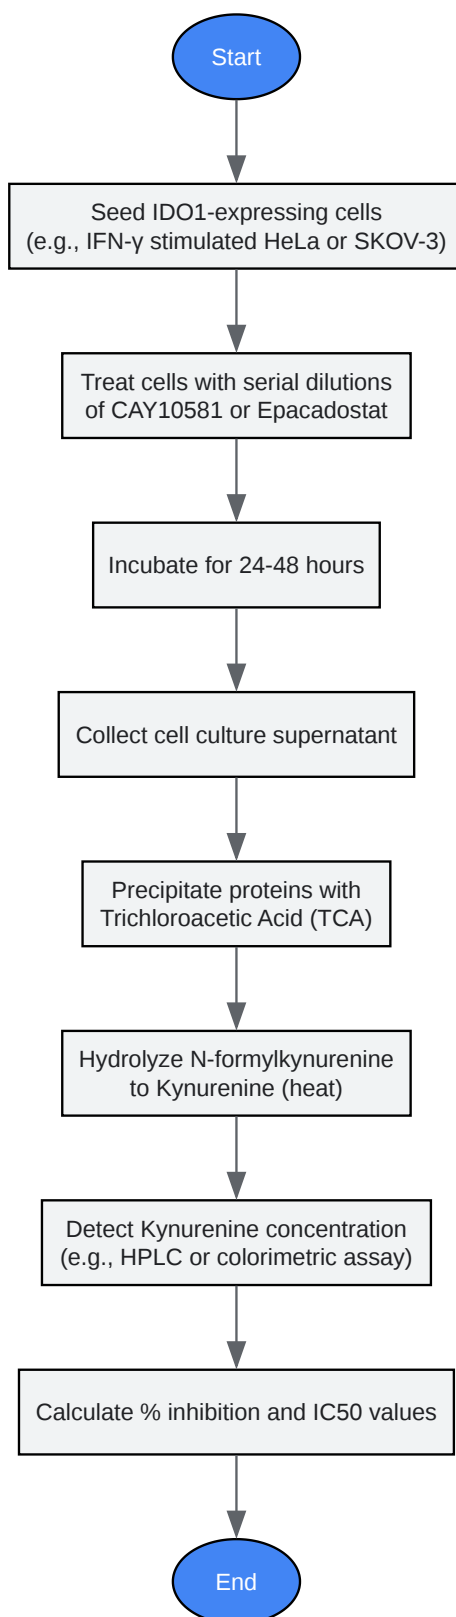 Start
Seed IDO1-expressing cells
(e.g., IFN-γ stimulated HeLa or SKOV-3)
Treat cells with serial dilutions
of CAY10581 or Epacadostat
Incubate for 24-48 hours
Collect cell culture supernatant
Precipitate proteins with
Trichloroacetic Acid (TCA)
Hydrolyze N-formylkynurenine
to Kynurenine (heat)
Detect Kynurenine concentration
(e.g., HPLC or colorimetric assay)
Calculate % inhibition and IC50 values
End